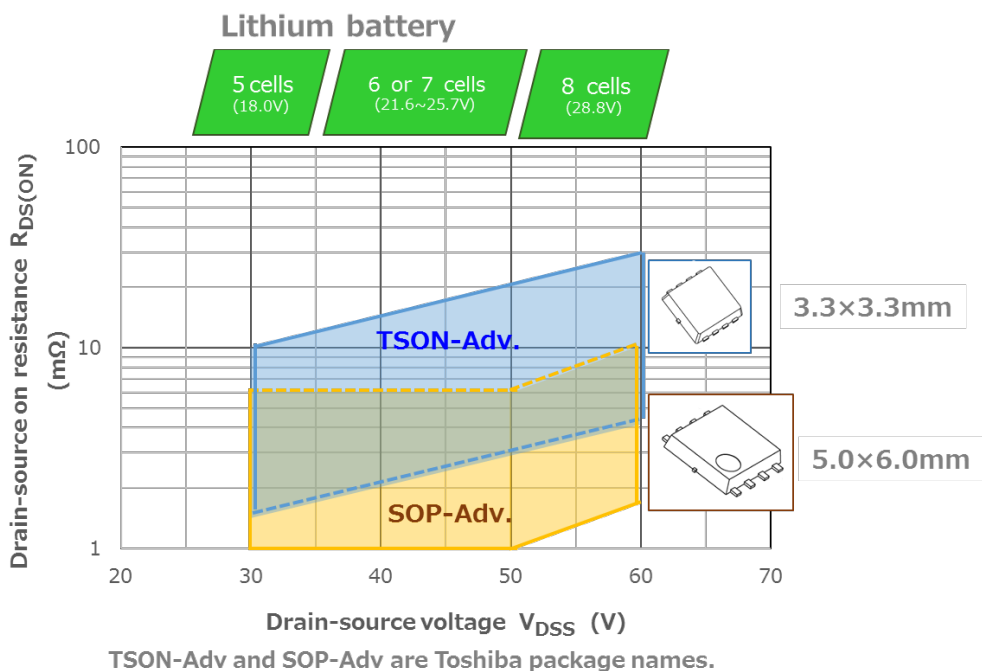 Lithium battery
5 cells
(18.0V)
6 or 7 cells
(21.6~25.7V)
8 cells
(28.8V)
Drain-source on resistance R_DS(ON)
(mΩ)
100
10
1
TSON-Adv.
SOP-Adv.
3.3×3.3mm
5.0×6.0mm
20
30
40
50
60
70
Drain-source voltage V_DSS (V)
TSON-Adv and SOP-Adv are Toshiba package names.